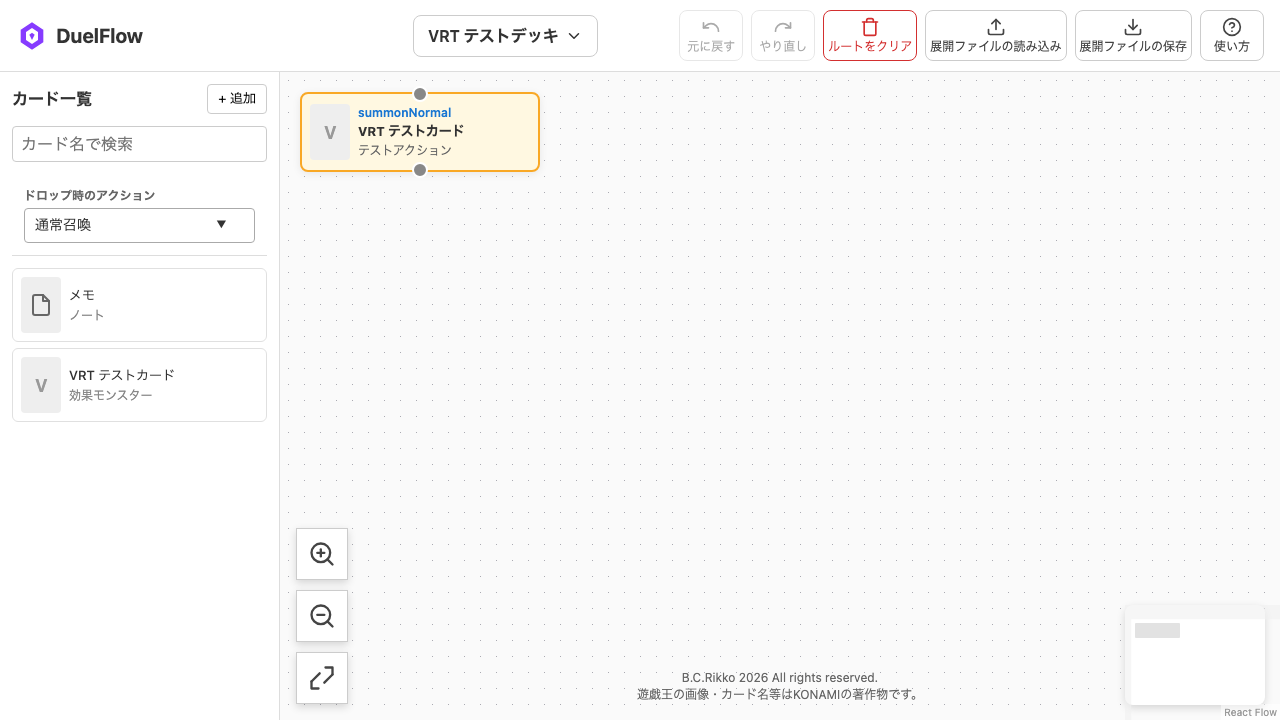 DuelFlow
VRT テストデッキ
元に戻す
やり直し
ルートをクリア
展開ファイルの読み込み
展開ファイルの保存
使い方
カード一覧
+ 追加
カード名で検索
ドロップ時のアクション
通常召喚
メモ
ノート
V
VRT テストカード
効果モンスター
V
summonNormal
VRT テストカード
テストアクション
B.C.Rikko 2026 All rights reserved.
遊戯王の画像・カード名等はKONAMIの著作物です。
React Flow